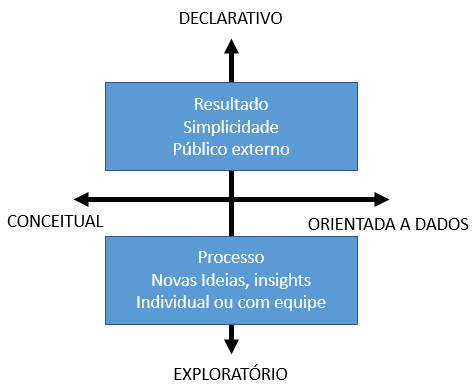 DECLARATIVO
Resultado
Simplicidade
Público externo
CONCEITUAL
ORIENTADA A DADOS
Processo
Novas Ideias, insights
Individual ou com equipe
EXPLORATÓRIO